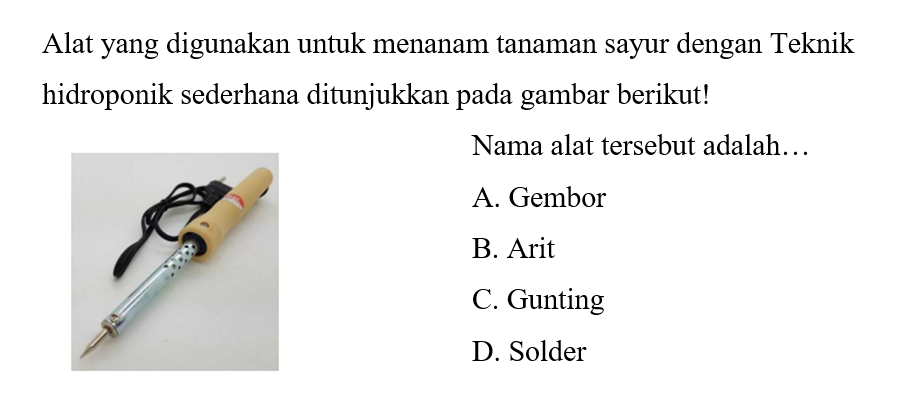 Alat yang digunakan untuk menanam tanaman sayur dengan Teknik
hidroponik sederhana ditunjukkan pada gambar berikut!
Nama alat tersebut adalah…
A. Gembor
B. Arit
C. Gunting
D. Solder